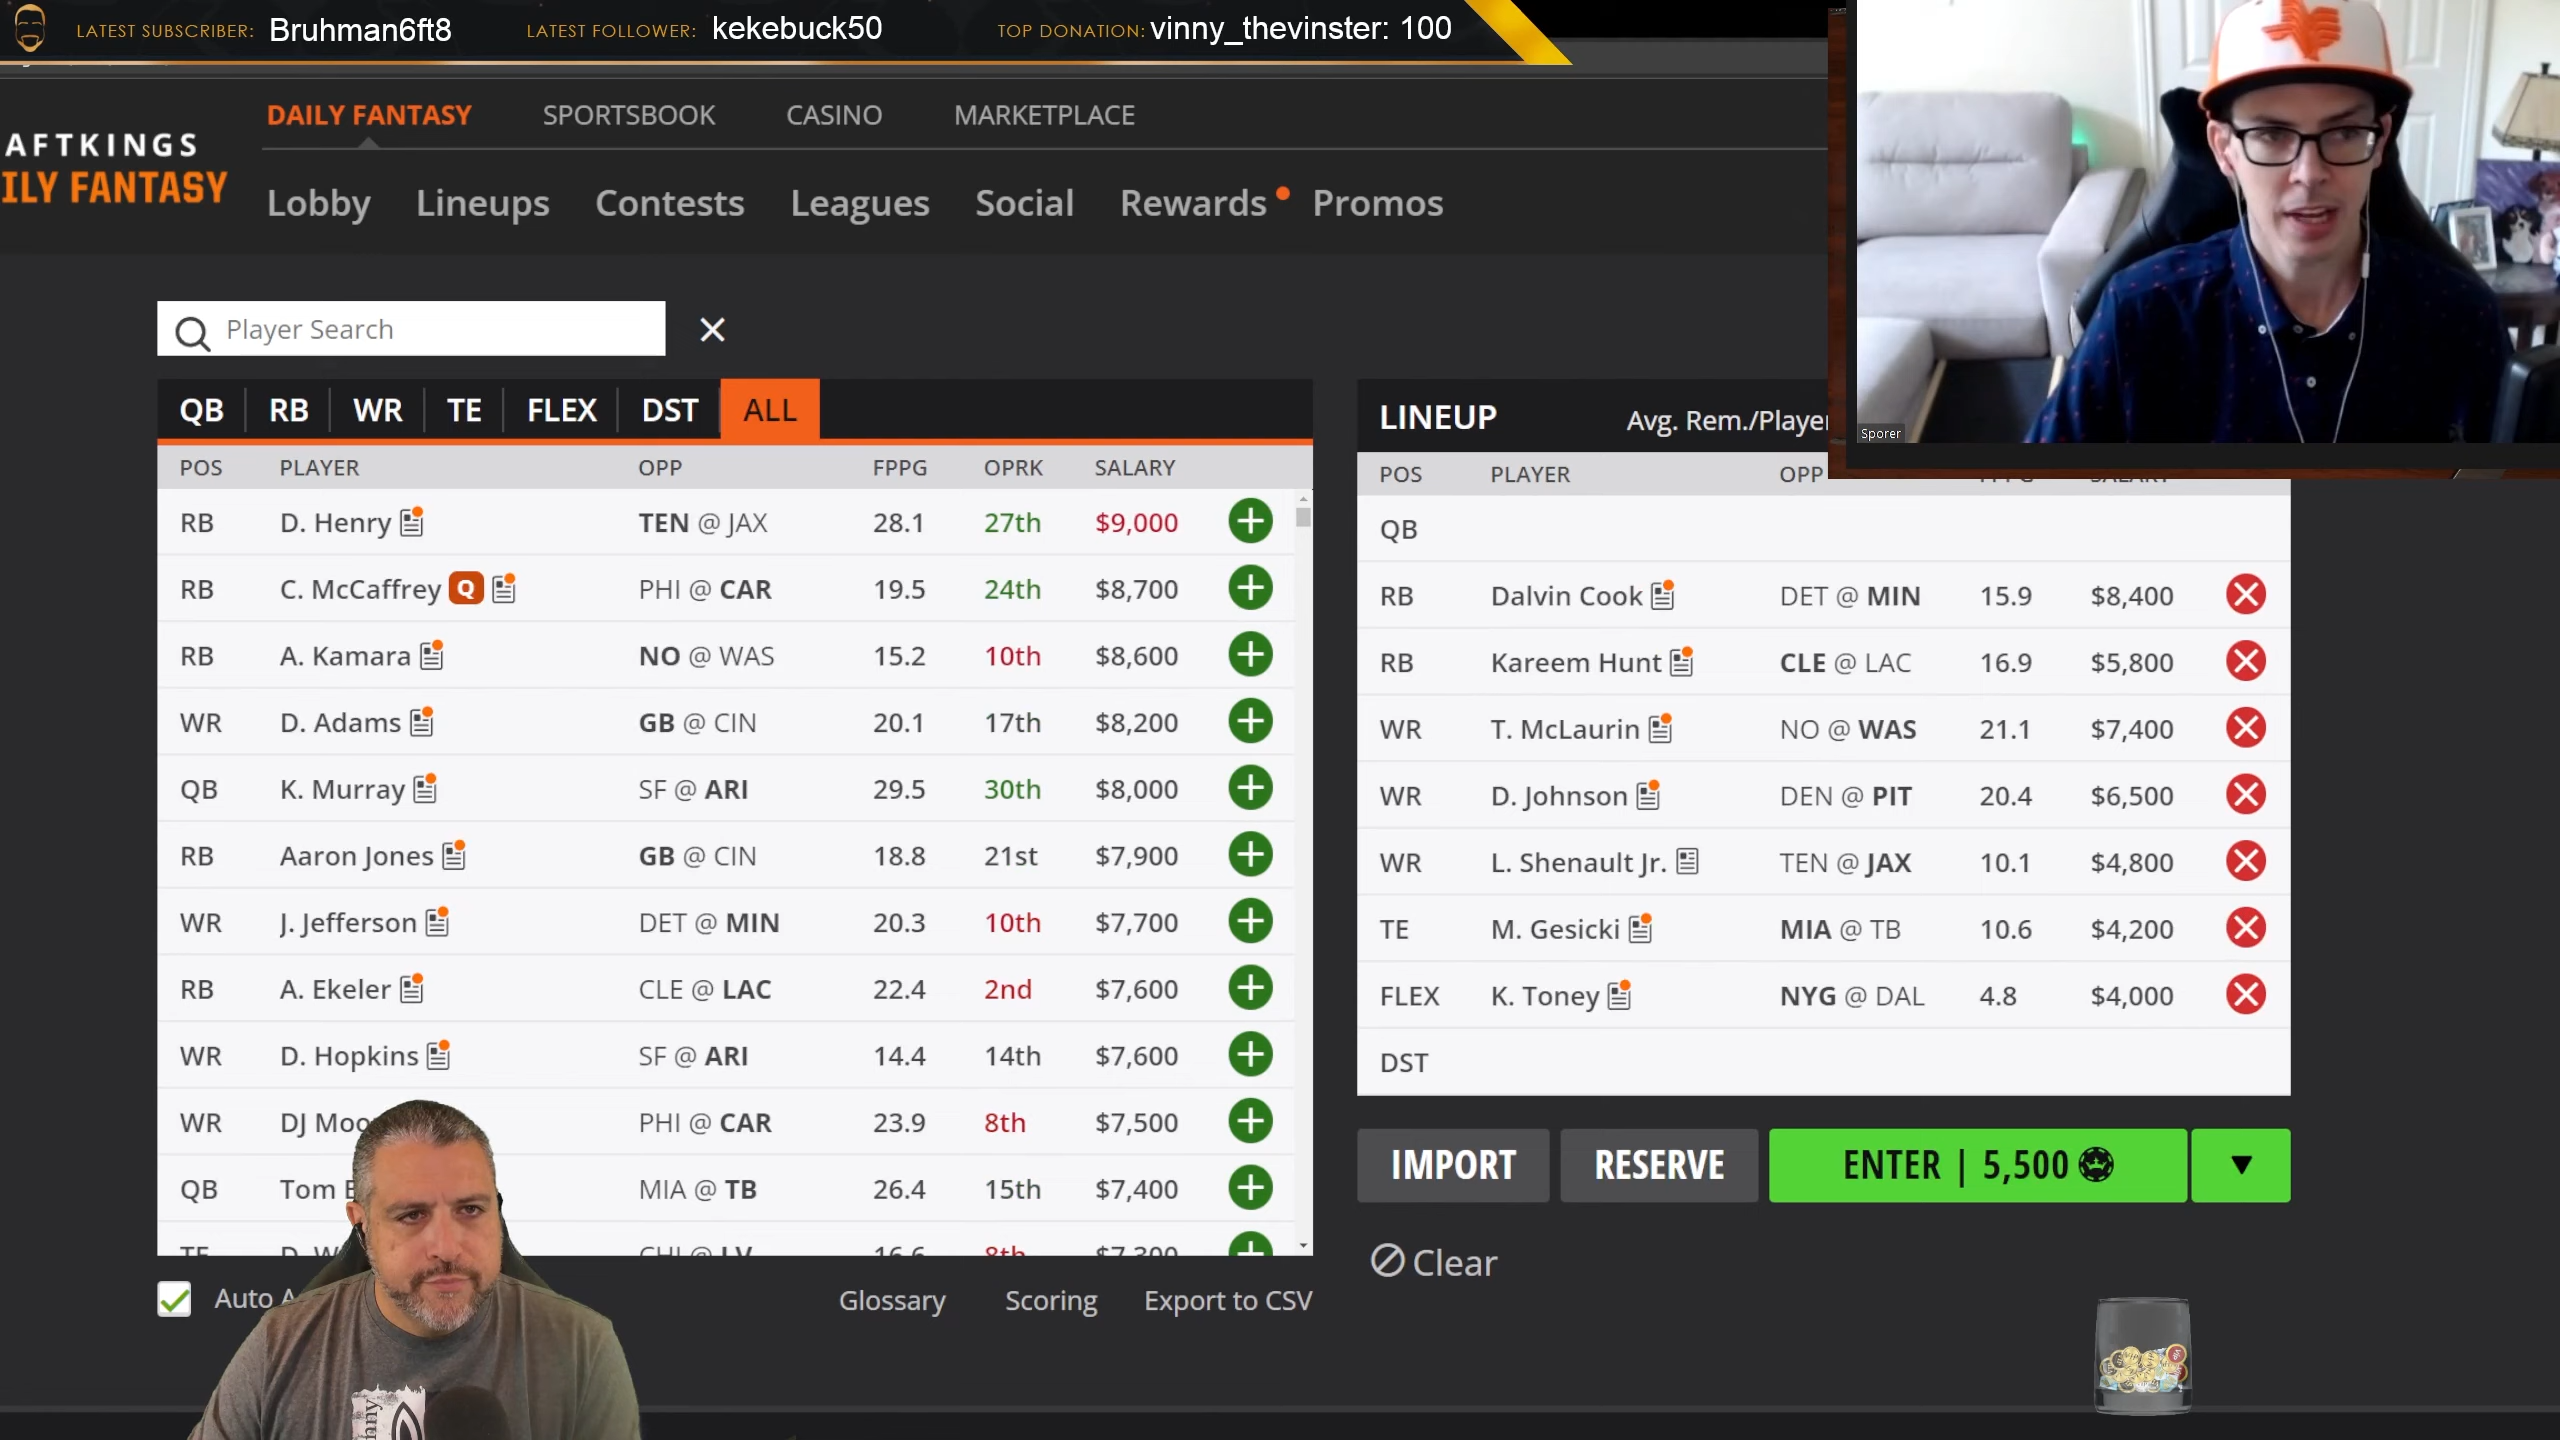 LATEST SUBSCRIBER: Bruhman6ft8 LATEST FOLLOWER: kekebuck50 TOP DONATION: vinny_thevinster: 100
DAILY FANTASY SPORTSBOOK CASINO MARKETPLACE
AFTKINGS
ILY FANTASY
Lobby Lineups Contests Leagues Social Rewards Promos
Player Search
QB RB WR TE FLEX DST ALL
POS PLAYER OPP FPPG OPRK SALARY
RB D. Henry TEN @ JAX 28.1 27th $9,000
RB C. McCaffrey Q PHI @ CAR 19.5 24th $8,700
RB A. Kamara NO @ WAS 15.2 10th $8,600
WR D. Adams GB @ CIN 20.1 17th $8,200
QB K. Murray SF @ ARI 29.5 30th $8,000
RB Aaron Jones GB @ CIN 18.8 21st $7,900
WR J. Jefferson DET @ MIN 20.3 10th $7,700
RB A. Ekeler CLE @ LAC 22.4 2nd $7,600
WR D. Hopkins SF @ ARI 14.4 14th $7,600
WR DJ Moo PHI @ CAR 23.9 8th $7,500
QB Tom MIA @ TB 26.4 15th $7,400
TE D. W CHI @ LV 16.6 8th $7,300
Auto A
Glossary Scoring Export to CSV
Sporer
LINEUP Avg. Rem./Player
POS PLAYER OPP
QB
RB Dalvin Cook DET @ MIN 15.9 $8,400
RB Kareem Hunt CLE @ LAC 16.9 $5,800
WR T. McLaurin NO @ WAS 21.1 $7,400
WR D. Johnson DEN @ PIT 20.4 $6,500
WR L. Shenault Jr. TEN @ JAX 10.1 $4,800
TE M. Gesicki MIA @ TB 10.6 $4,200
FLEX K. Toney NYG @ DAL 4.8 $4,000
DST
IMPORT RESERVE ENTER | 5,500
Clear